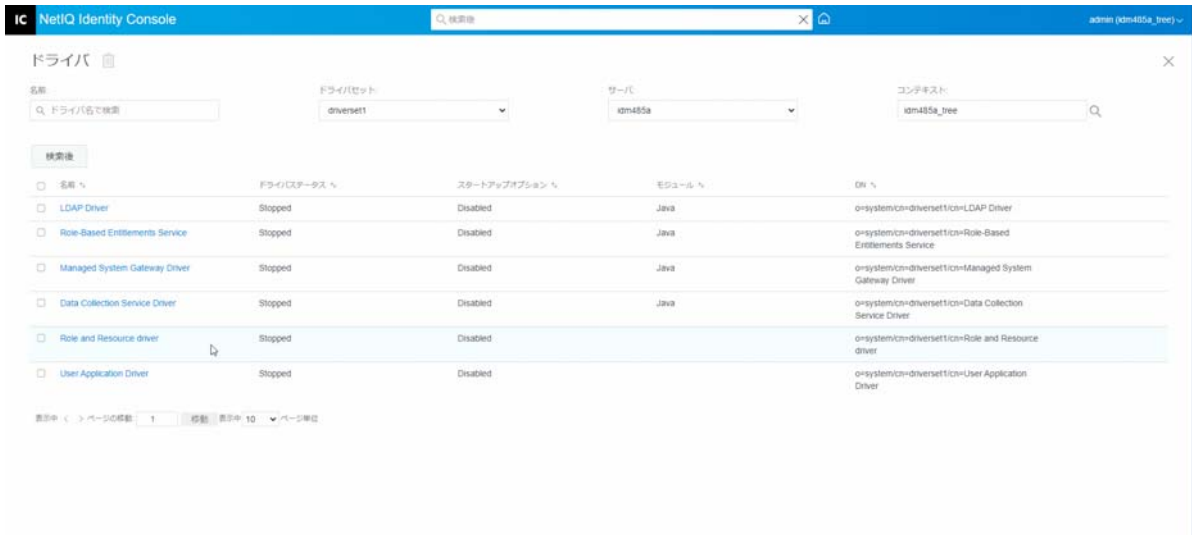 IC NetIQ Identity Console 検索後 admin (idm485a_tree)
ドライバ
名前: ドライバセット: サーバ: コンテキスト:
ドライバ名で検索 driverset1 idm485a idm485a_tree
検索後
名前 ドライバステータス スタートアップオプション モジュール DN
LDAP Driver Stopped Disabled Java o=system/cn=driverset1/cn=LDAP Driver
Role-Based Entitlements Service Stopped Disabled Java o=system/cn=driverset1/cn=Role-Based
Entitlements Service
Managed System Gateway Driver Stopped Disabled Java o=system/cn=driverset1/cn=Managed System
Gateway Driver
Data Collection Service Driver Stopped Disabled Java o=system/cn=driverset1/cn=Data Collection
Service Driver
Role and Resource driver Stopped Disabled o=system/cn=driverset1/cn=Role and Resource
driver
User Application Driver Stopped Disabled o=system/cn=driverset1/cn=User Application
Driver
表示中 < > ページの移動: 1 移動 表示中 10 ページ単位